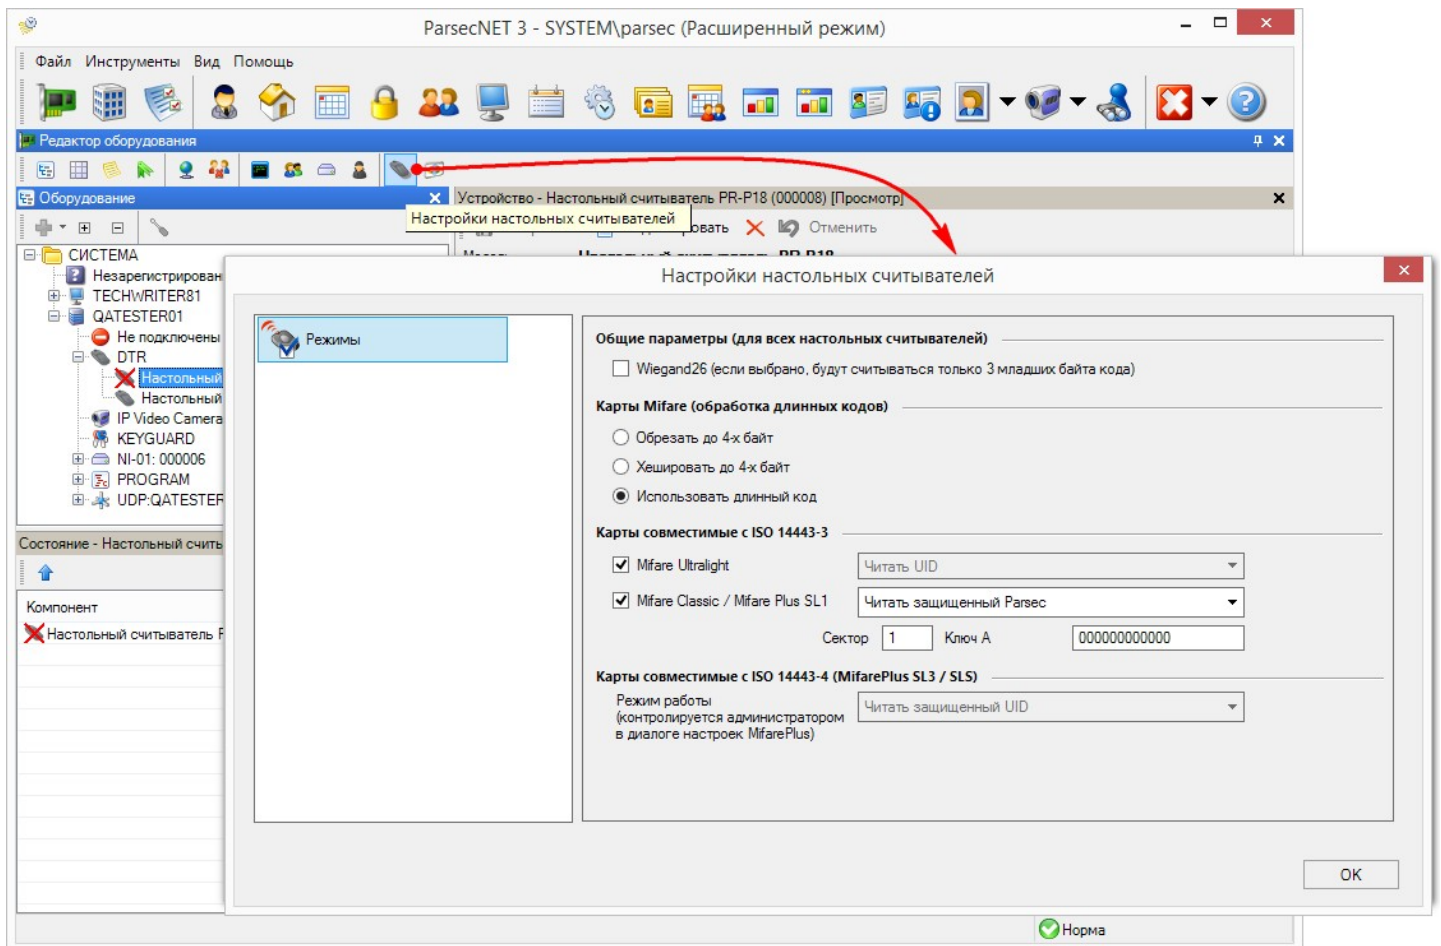 ParsecNET 3 - SYSTEM\parsec (Расширенный режим)
Файл Инструменты Вид Помощь
Редактор оборудования
Оборудование
Устройство - Настольный считыватель PR-P18 (000008) [Просмотр]
Настройки настольных считывателей
ровать Отменить
СИСТЕМА
Незарегистрирован
TECHWRITER81
QATESTER01
Не подключены
DTR
Настольный
Настольный
IP Video Camera
KEYGUARD
NI-01: 000006
PROGRAM
UDP:QATESTER
Состояние - Настольный считы
Компонент
Настольный считыватель F
Настройки настольных считывателей
Режимы
Общие параметры (для всех настольных считывателей)
Wiegand26 (если выбрано, будут считываться только 3 младших байта кода)
Карты Mifare (обработка длинных кодов)
Обрезать до 4-х байт
Хешировать до 4-х байт
Использовать длинный код
Карты совместимые с ISO 14443-3
Mifare Ultralight Читать UID
Mifare Classic / Mifare Plus SL1 Читать защищенный Parsec
Сектор 1 Ключ A 000000000000
Карты совместимые с ISO 14443-4 (MifarePlus SL3 / SLS)
Режим работы Читать защищенный UID
(контролируется администратором
в диалоге настроек MifarePlus)
OK
Норма